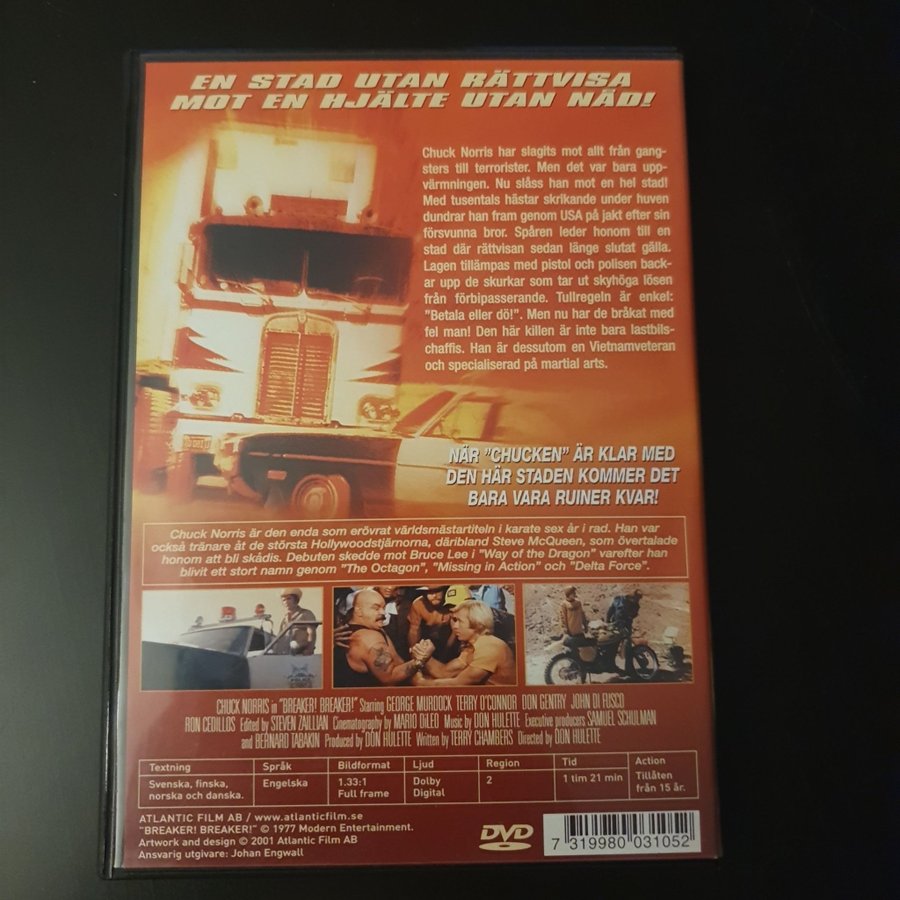 EN STAD UTAN RÄTTVISA
MOT EN HJÄLTE UTAN NÅD!
Chuck Norris har slagits mot allt från gang-
sters till terrorister. Men det var bara upp-
värmningen. Nu slåss han mot en hel stad!
Med tusentals hästar skrikande under huven
dundrar han fram genom USA på jakt efter sin
försvunna bror. Spåren leder honom till en
stad där rättvisan sedan länge slutat gälla.
Lagen tillämpas med pistol och polisen back-
ar upp de skurkar som tar ut skyhöga lösen
från förbipasserande. Tullregeln är enkel:
"Betala eller dö!". Men nu har de bråkat med
fel man! Den här killen är inte bara lastbils-
chaffis. Han är dessutom en Vietnamveteran
och specialiserad på martial arts.
NÄR "CHUCKEN" ÄR KLAR MED
DEN HÄR STADEN KOMMER DET
BARA VARA RUINER KVAR!
Chuck Norris är den enda som erövrat världsmästartiteln i karate sex år i rad. Han var
också tränare åt de största Hollywoodstjärnorna, däribland Steve McQueen, som övertalade
honom att bli skådis. Debuten skedde mot Bruce Lee i "Way of the Dragon" varefter han
blivit ett stort namn genom "The Octagon", "Missing in Action" och "Delta Force".
CHUCK NORRIS in "BREAKER! BREAKER!" Starring GEORGE MURDOCK TERRY O'CONNOR DON GENTRY JOHN DI FUSCO
RON CEDILLOS Edited by STEVEN ZAILLIAN Cinematography by MARIO DiLEO Music by DON HULETTE Executive producers SAMUEL SCHULMAN
and BERNARD TABAKIN Produced by DON HULETTE Written by TERRY CHAMBERS Directed by DON HULETTE
Textning Språk Bildformat Ljud Region Tid Action
Svenska, finska, Engelska 1.33:1 Dolby 2 1 tim 21 min Tillåten
norska och danska. Full frame Digital från 15 år.
ATLANTIC FILM AB / www.atlanticfilm.se
"BREAKER! BREAKER!" © 1977 Modern Entertainment.
Artwork and design © 2001 Atlantic Film AB
Ansvarig utgivare: Johan Engwall
DVD
7 319980 031052